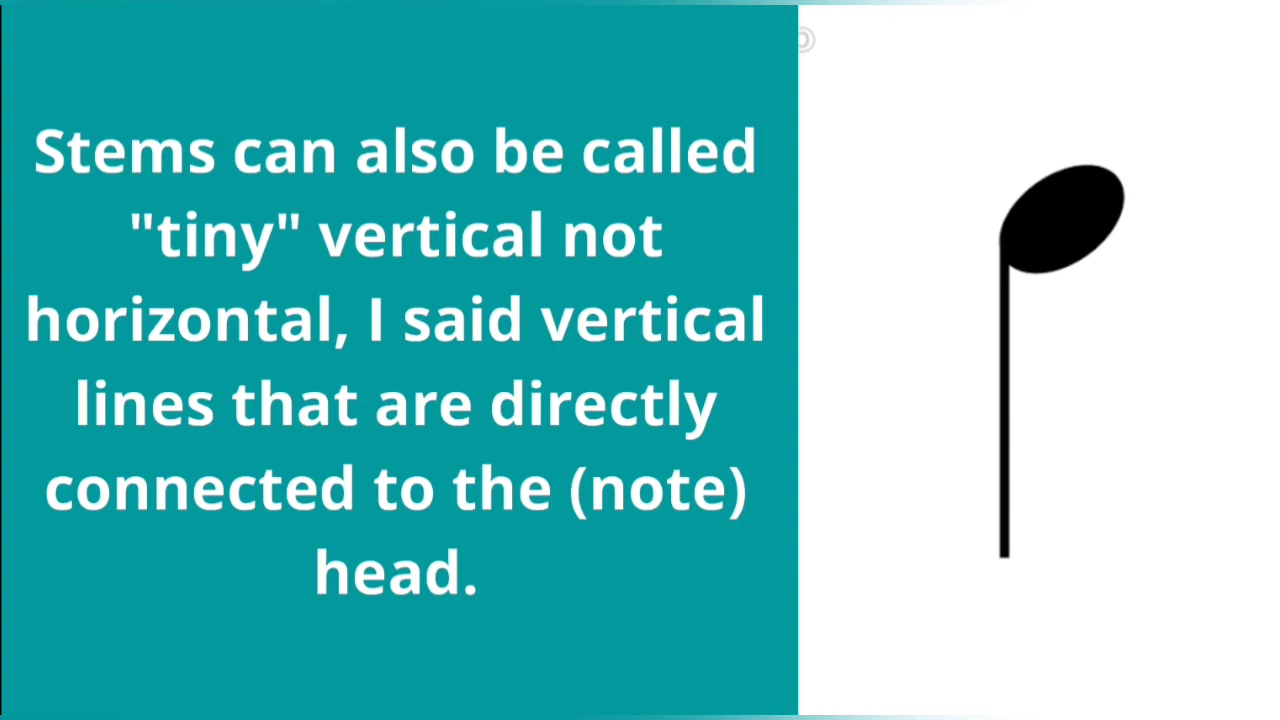 Stems can also be called
"tiny" vertical not
horizontal, I said vertical
lines that are directly
connected to the (note)
head.